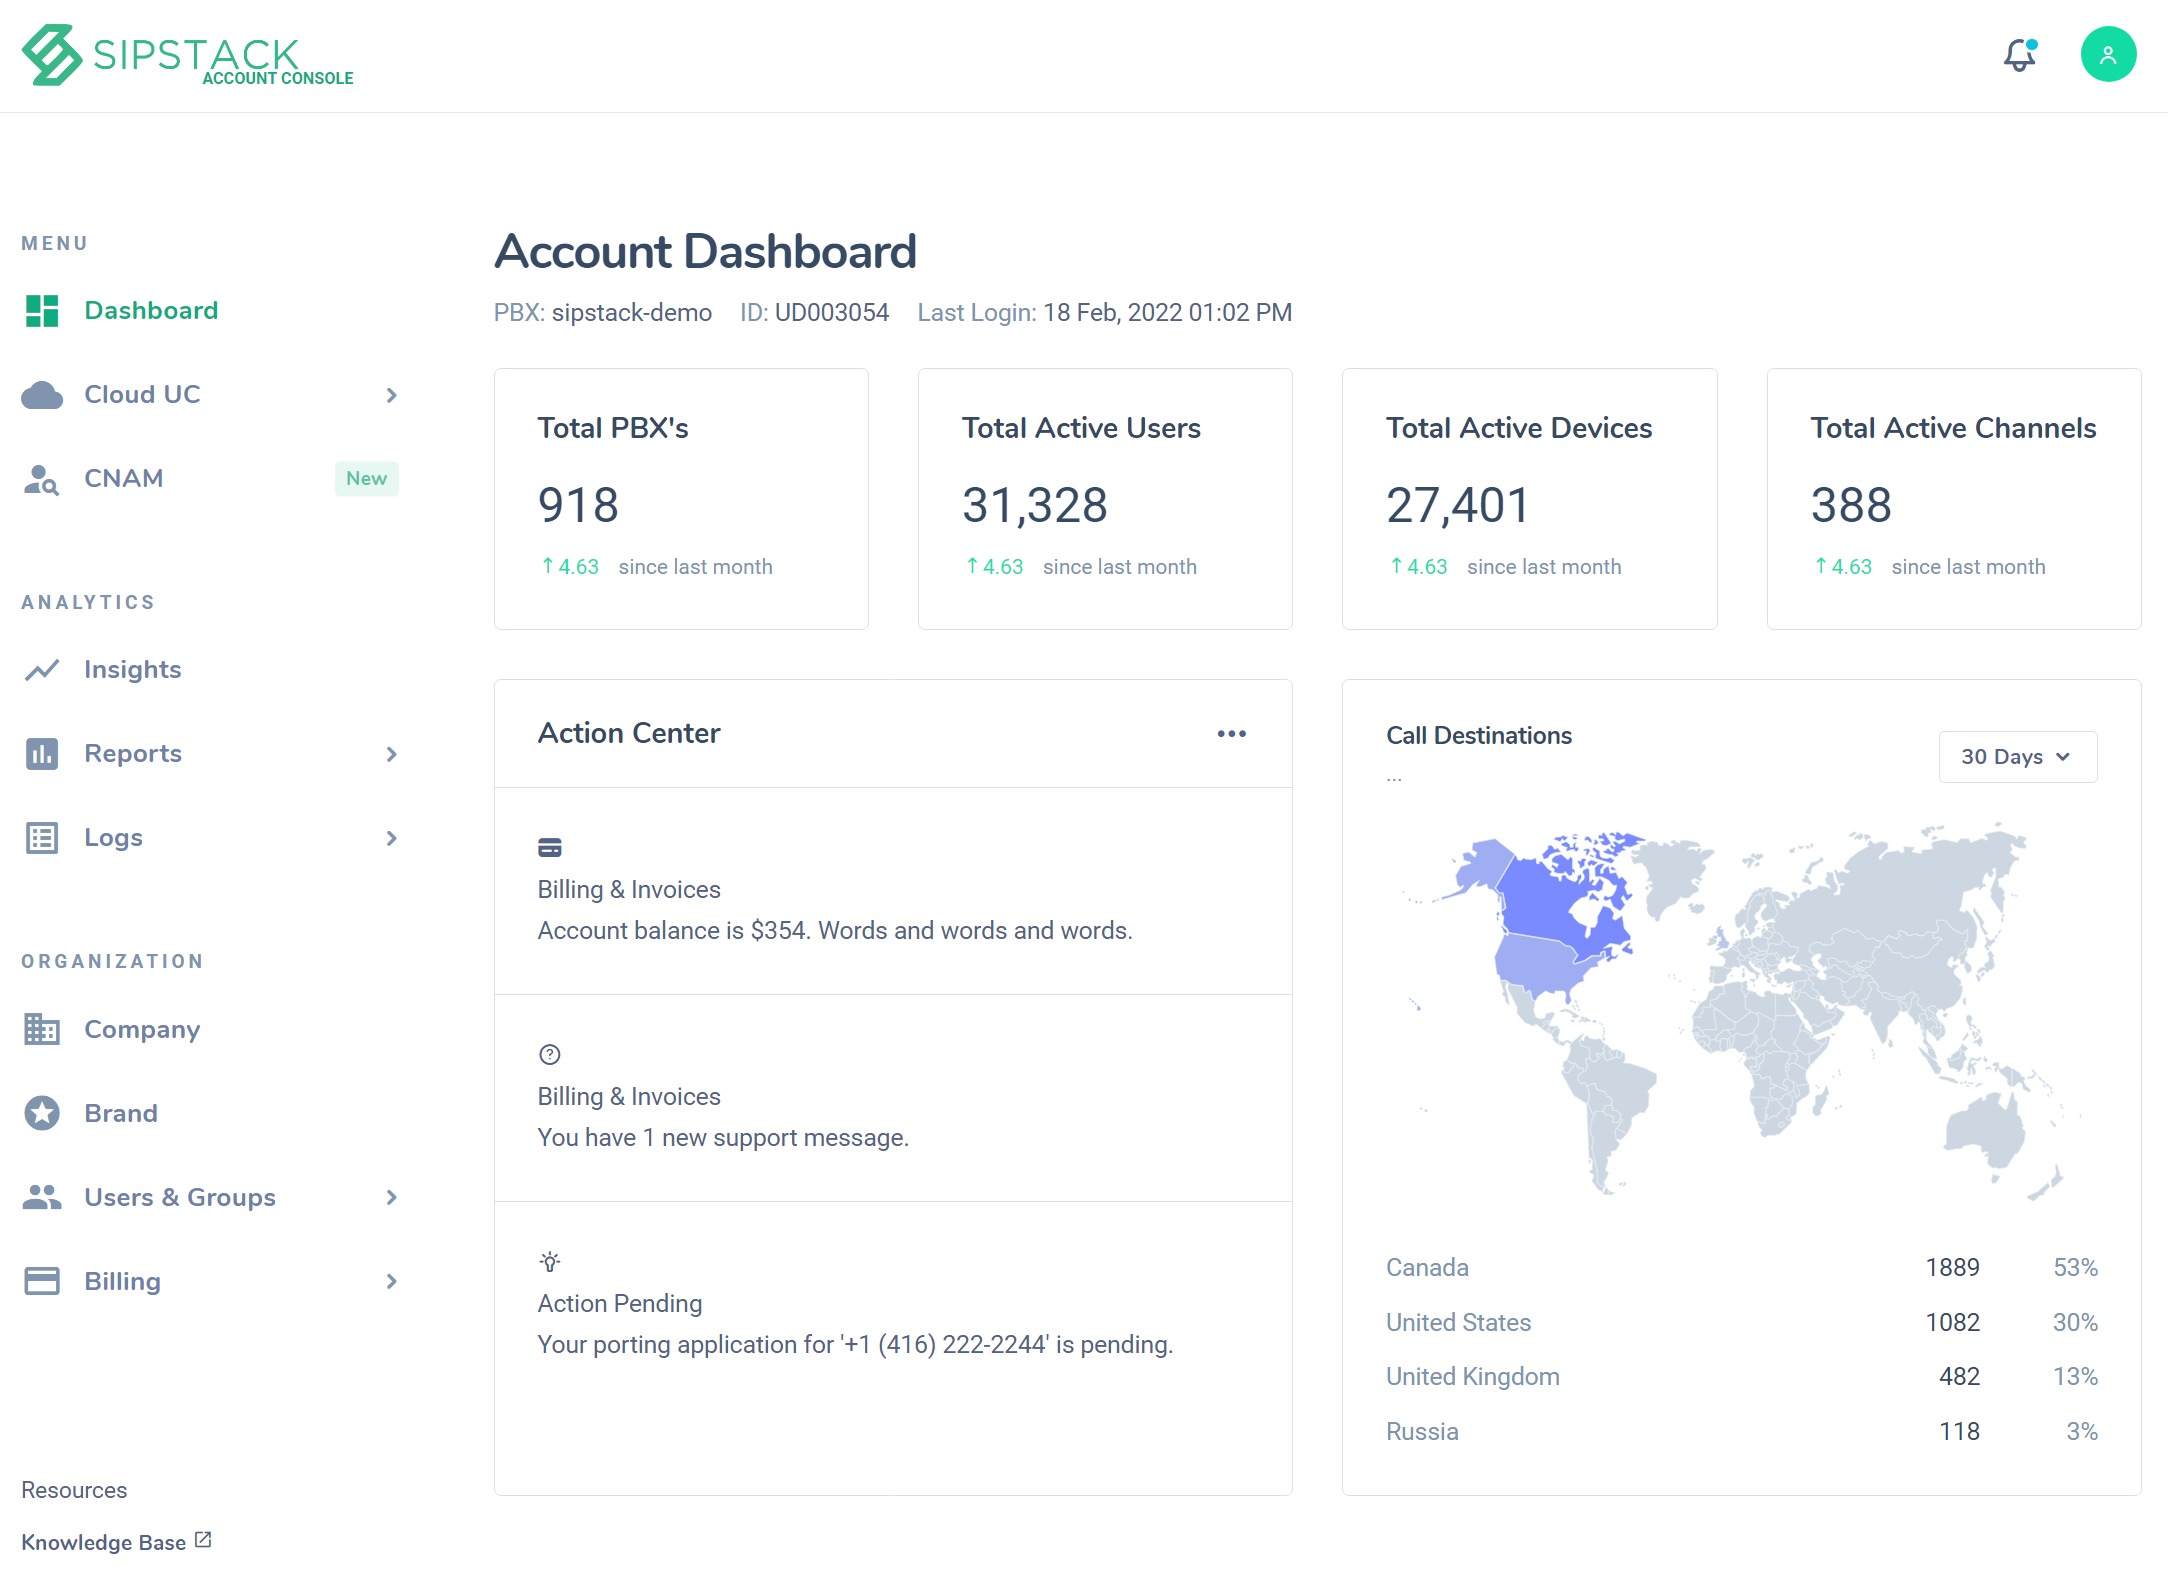 SIPSTACK
ACCOUNT CONSOLE
MENU
Dashboard
Cloud UC
CNAM New
ANALYTICS
Insights
Reports
Logs
ORGANIZATION
Company
Brand
Users & Groups
Billing
Resources
Knowledge Base
Account Dashboard
PBX: sipstack-demo ID: UD003054 Last Login: 18 Feb, 2022 01:02 PM
Total PBX's
918
↑ 4.63 since last month
Total Active Users
31,328
↑ 4.63 since last month
Total Active Devices
27,401
↑ 4.63 since last month
Total Active Channels
388
↑ 4.63 since last month
Action Center
Billing & Invoices
Account balance is $354. Words and words and words.
Billing & Invoices
You have 1 new support message.
Action Pending
Your porting application for '+1 (416) 222-2244' is pending.
Call Destinations
...
30 Days
Canada 1889 53%
United States 1082 30%
United Kingdom 482 13%
Russia 118 3%